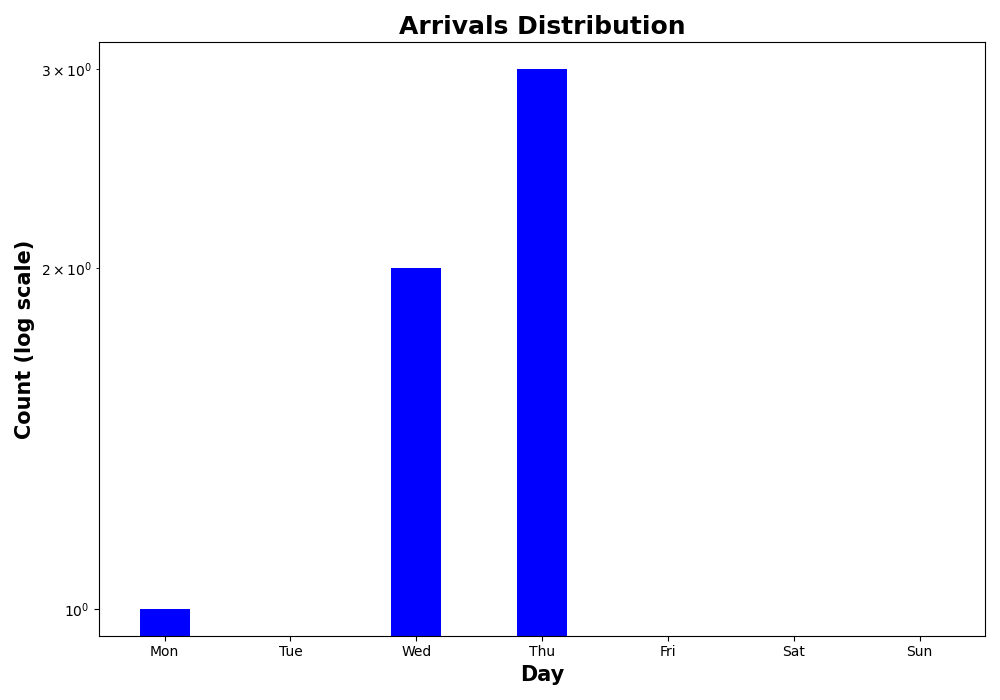 Arrivals Distribution
Count (log scale)
3 × 10⁰
2 × 10⁰
10⁰
Mon Tue Wed Thu Fri Sat Sun
Day